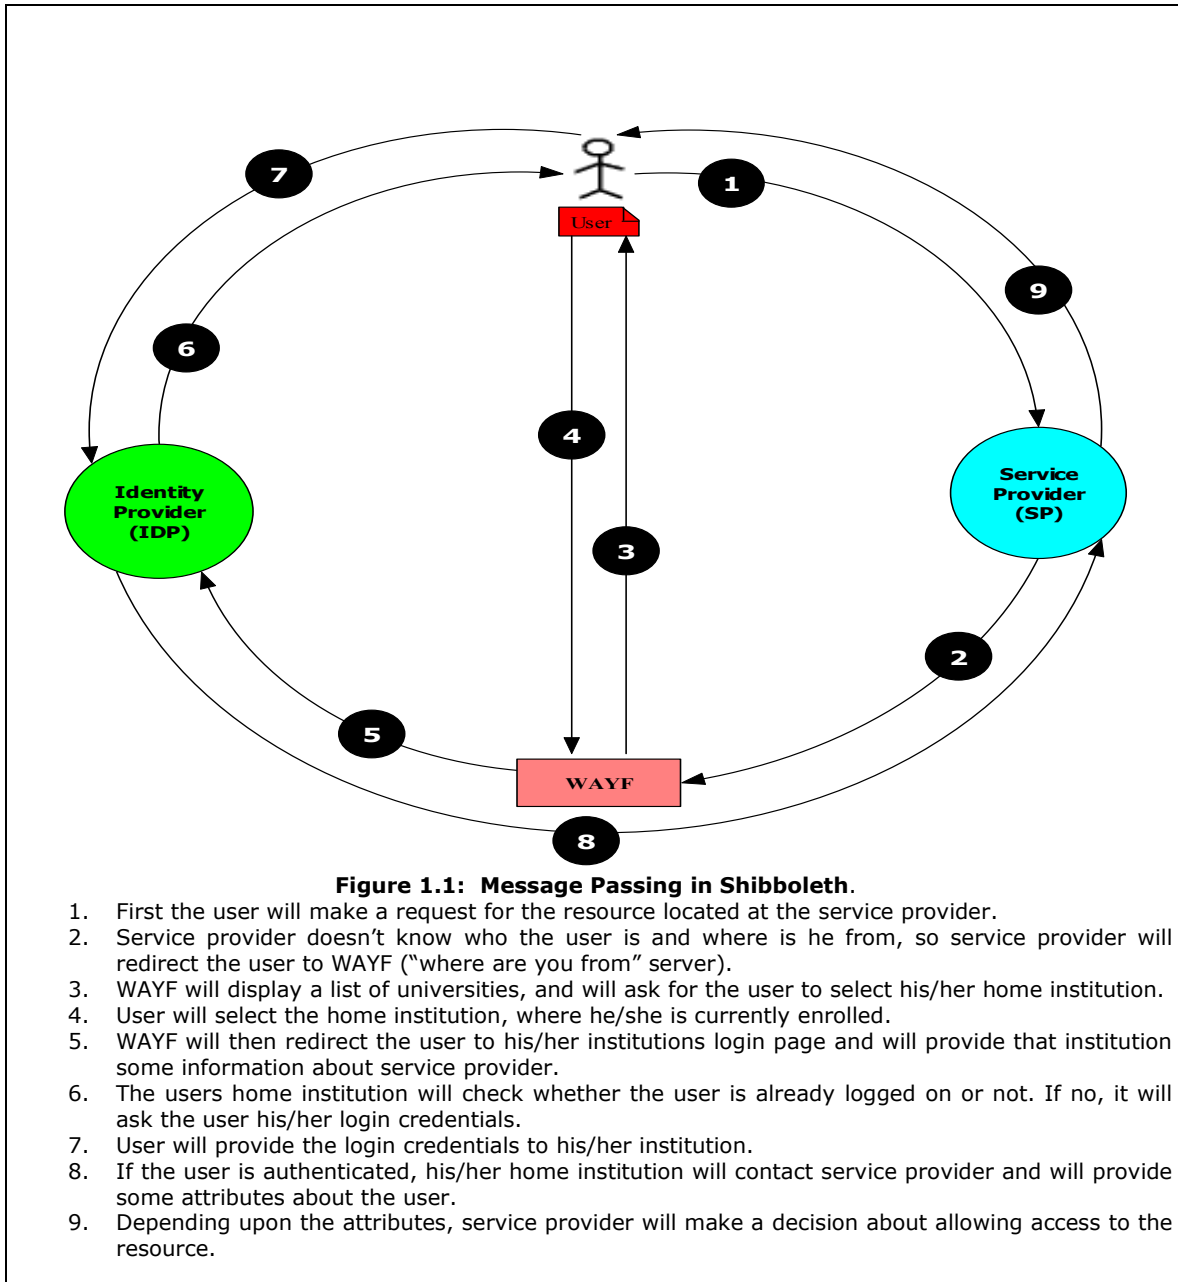 7
1
User
9
6
4
Identity
Provider
(IDP)
Service
Provider
(SP)
3
2
5
WAYF
8
Figure 1.1: Message Passing in Shibboleth.
1. First the user will make a request for the resource located at the service provider.
2. Service provider doesn’t know who the user is and where is he from, so service provider will
redirect the user to WAYF (“where are you from” server).
3. WAYF will display a list of universities, and will ask for the user to select his/her home institution.
4. User will select the home institution, where he/she is currently enrolled.
5. WAYF will then redirect the user to his/her institutions login page and will provide that institution
some information about service provider.
6. The users home institution will check whether the user is already logged on or not. If no, it will
ask the user his/her login credentials.
7. User will provide the login credentials to his/her institution.
8. If the user is authenticated, his/her home institution will contact service provider and will provide
some attributes about the user.
9. Depending upon the attributes, service provider will make a decision about allowing access to the
resource.